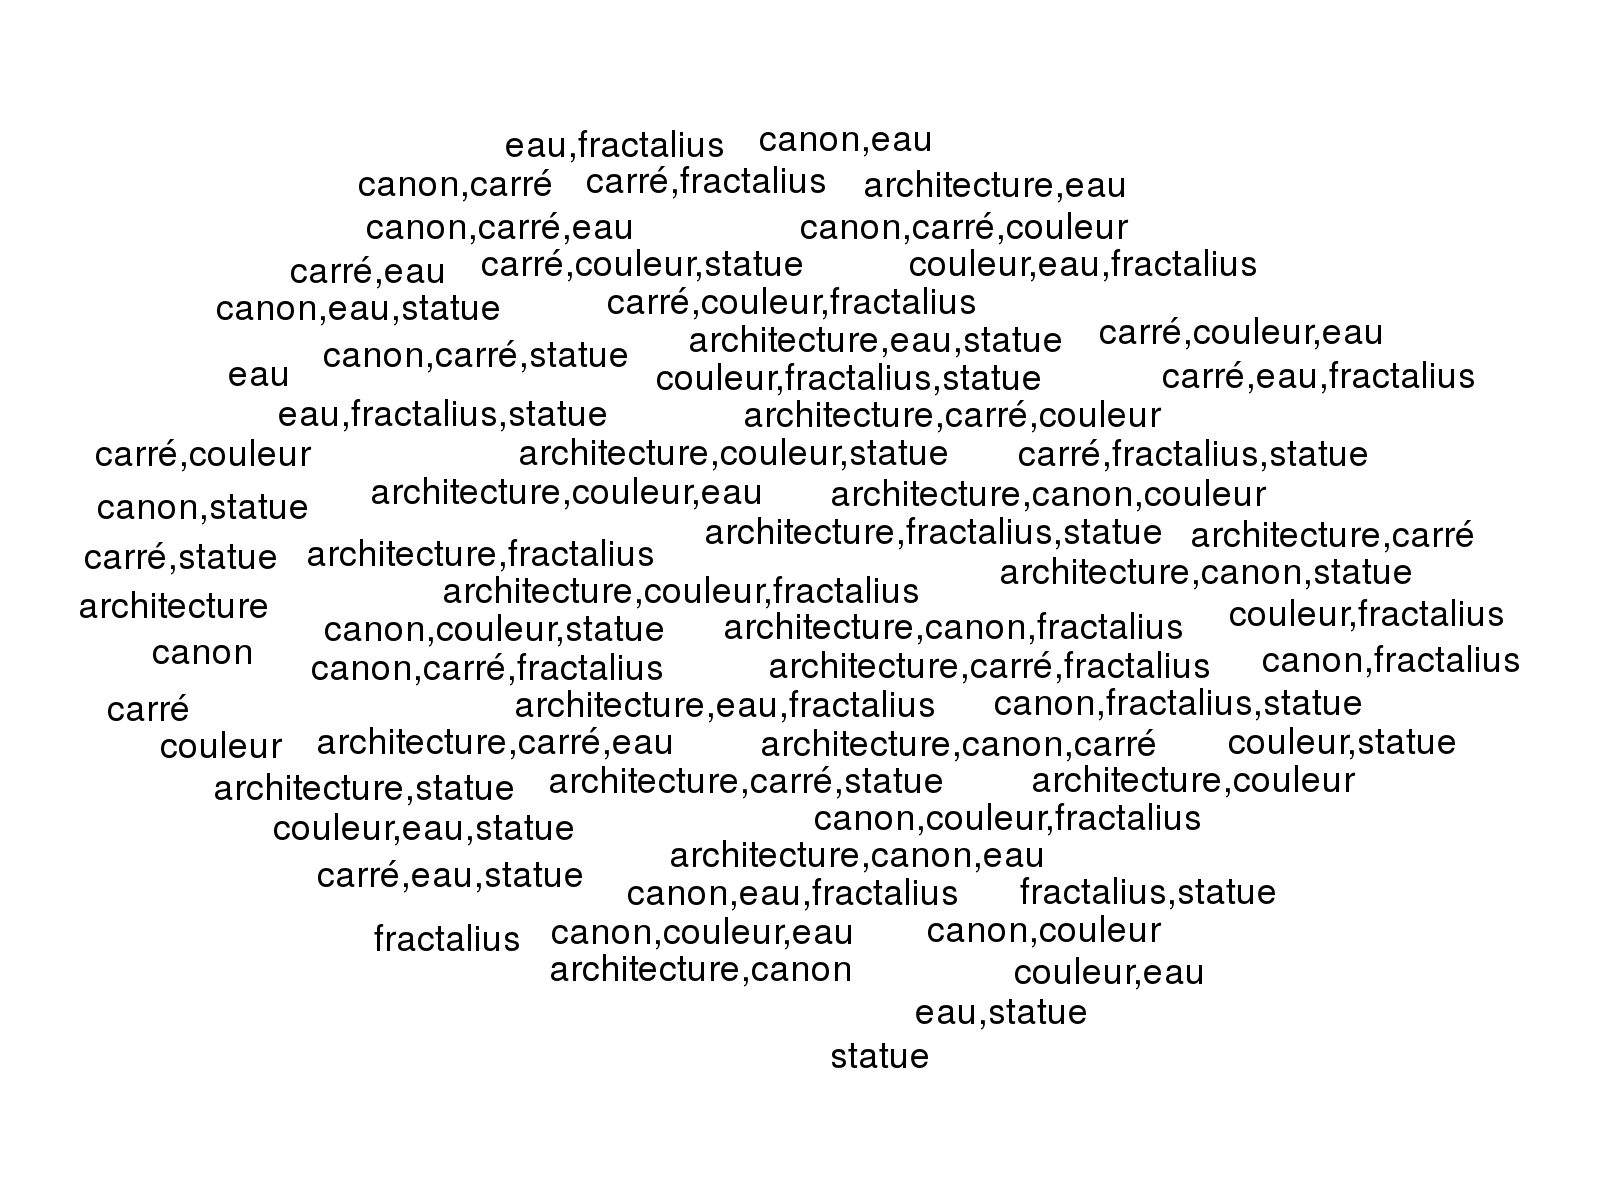 eau,fractalius canon,eau
canon,carré carré,fractalius architecture,eau
canon,carré,eau canon,carré,couleur
carré,eau carré,couleur,statue couleur,eau,fractalius
canon,eau,statue carré,couleur,fractalius
architecture,eau,statue carré,couleur,eau
canon,carré,statue
eau couleur,fractalius,statue carré,eau,fractalius
eau,fractalius,statue architecture,carré,couleur
carré,couleur architecture,couleur,statue carré,fractalius,statue
canon,statue architecture,couleur,eau architecture,canon,couleur
architecture,fractalius,statue architecture,carré
carré,statue architecture,fractalius architecture,canon,statue
architecture architecture,couleur,fractalius couleur,fractalius
canon,couleur,statue architecture,canon,fractalius
canon canon,carré,fractalius architecture,carré,fractalius canon,fractalius
carré architecture,eau,fractalius canon,fractalius,statue
couleur architecture,carré,eau architecture,canon,carré couleur,statue
architecture,statue architecture,carré,statue architecture,couleur
couleur,eau,statue canon,couleur,fractalius
architecture,canon,eau
carré,eau,statue canon,eau,fractalius fractalius,statue
fractalius canon,couleur,eau canon,couleur
architecture,canon couleur,eau
eau,statue
statue